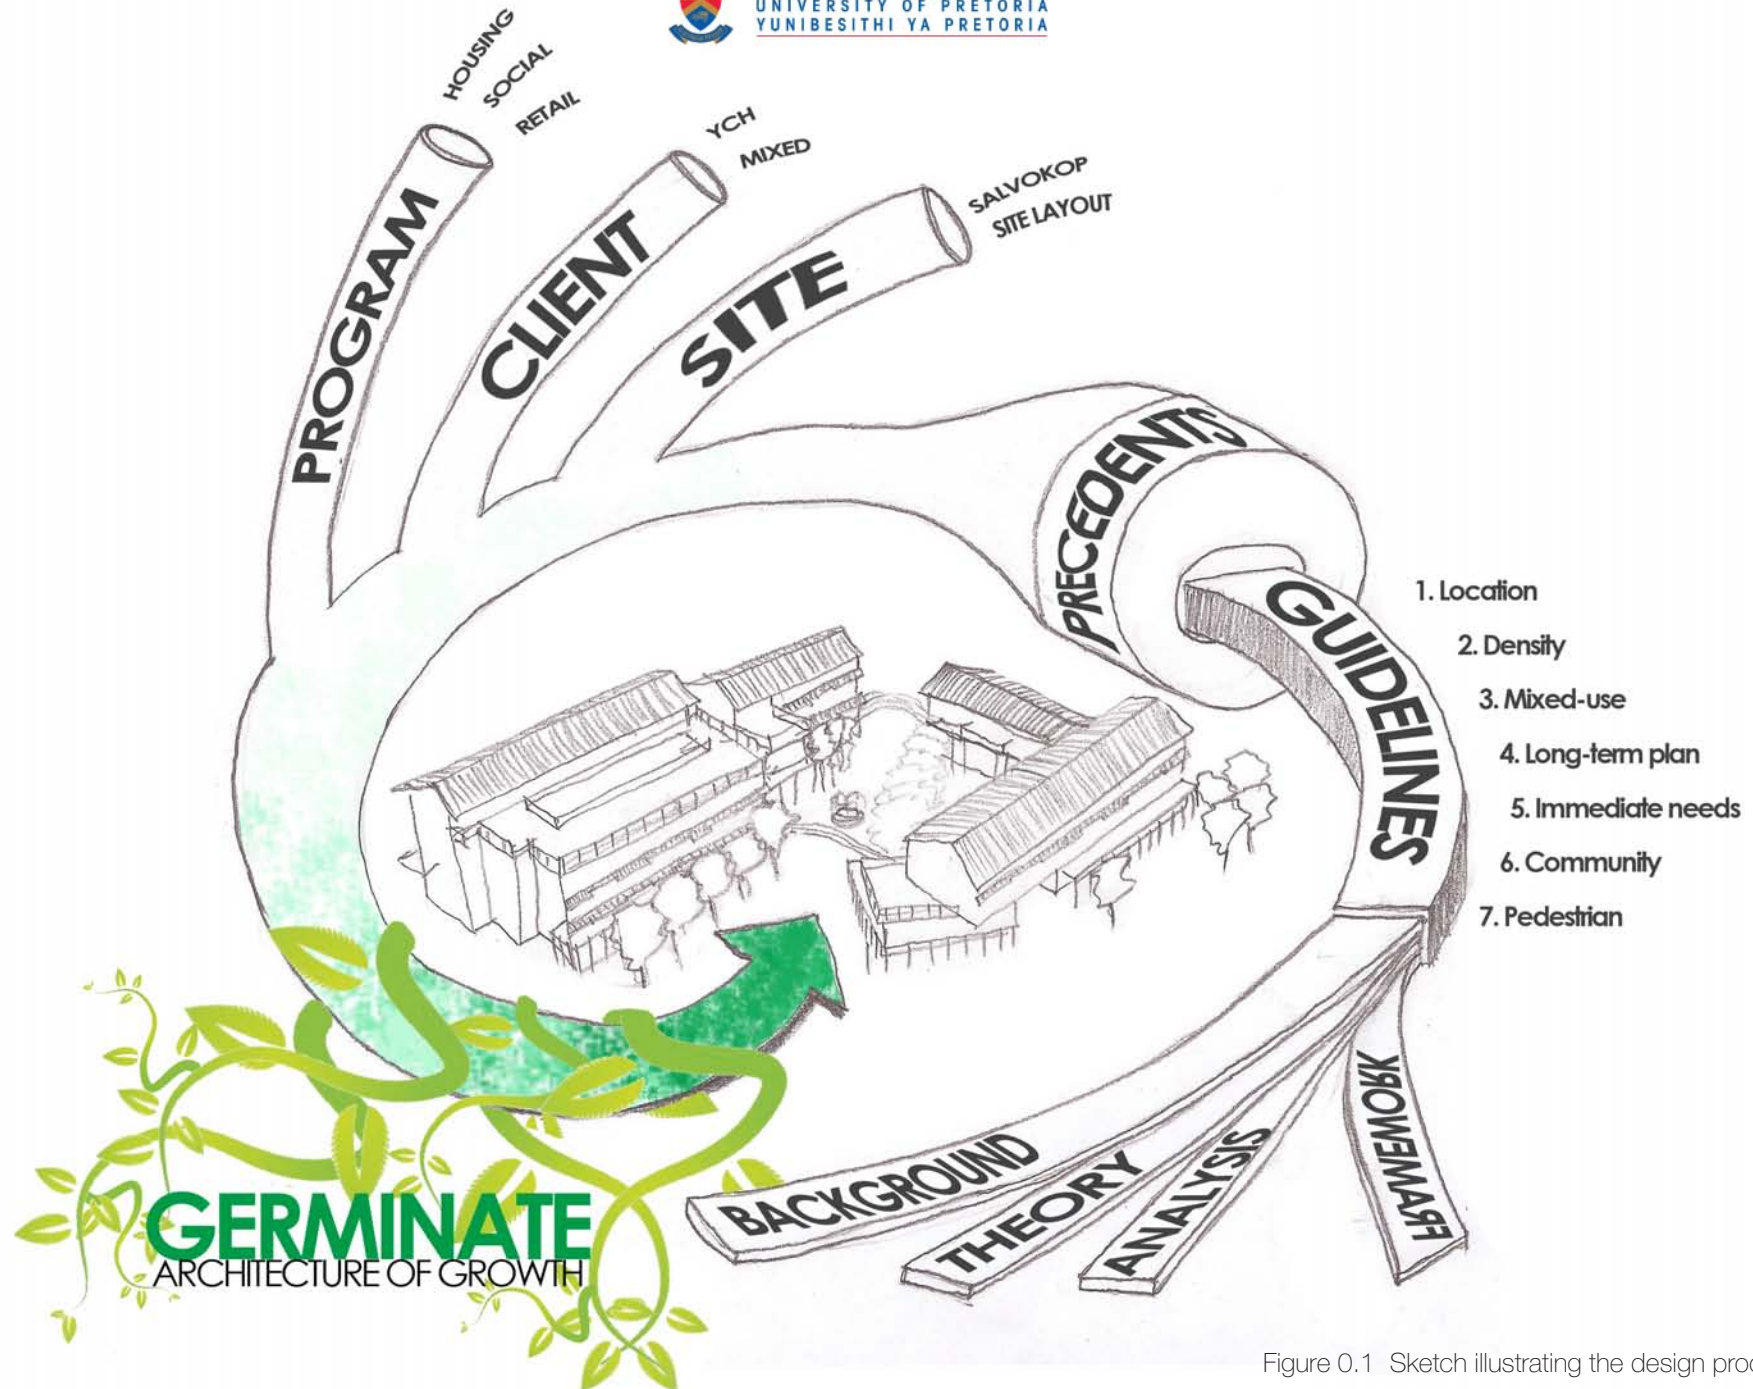 UNIVERSITY OF PRETORIA
YUNIBESITHI YA PRETORIA
HOUSING
SOCIAL
RETAIL
YCH
MIXED
SALVOKOP
SITE LAYOUT
PROGRAM
CLIENT
SITE
PRECEDENTS
GUIDELINES
1. Location
2. Density
3. Mixed-use
4. Long-term plan
5. Immediate needs
6. Community
7. Pedestrian
BACKGROUND
THEORY
ANALYSIS
FRAMEWORK
GERMINATE
ARCHITECTURE OF GROWTH
Figure 0.1 Sketch illustrating the design